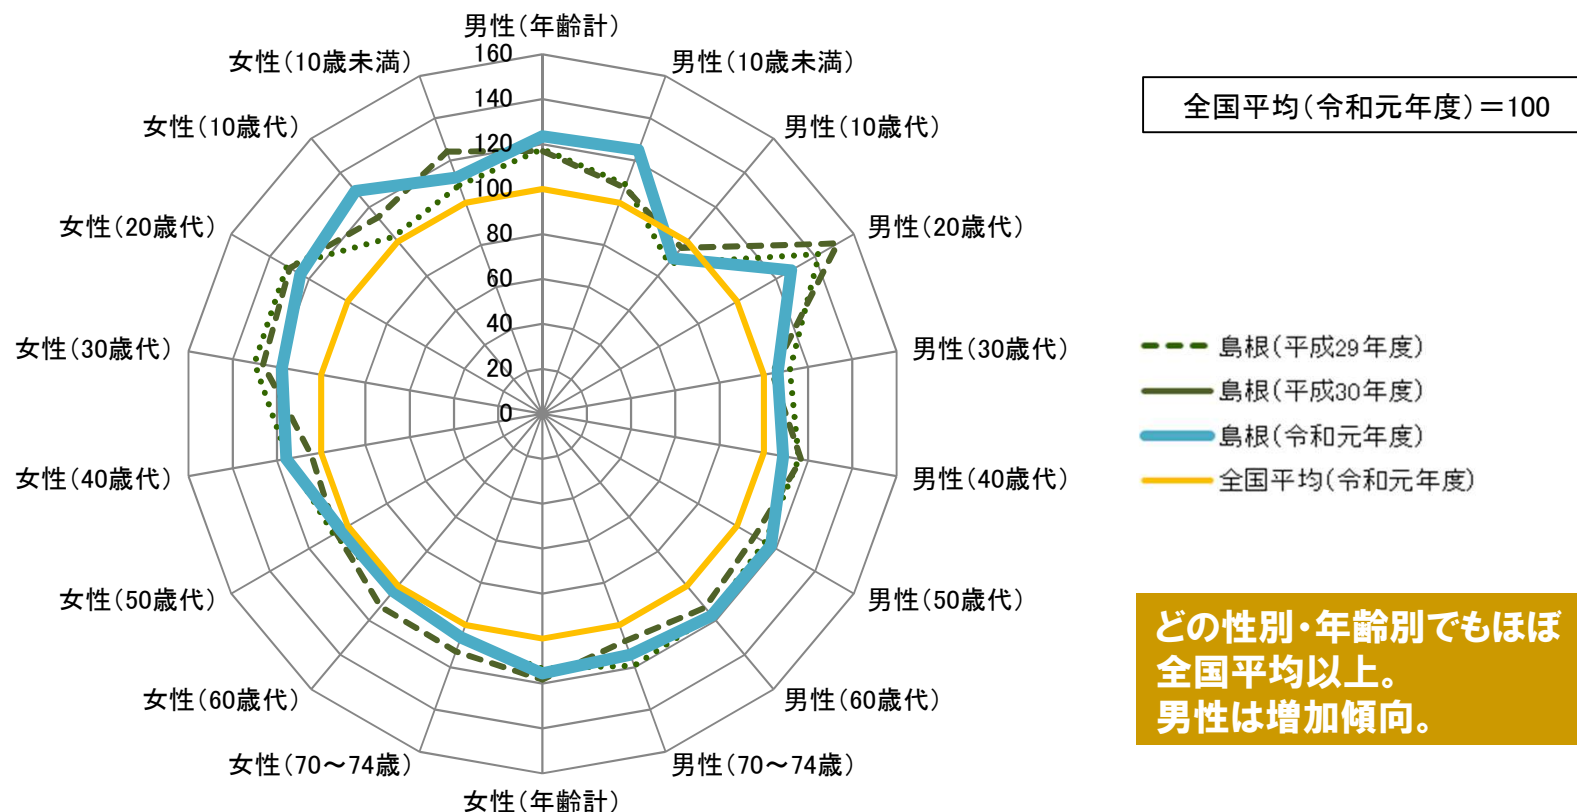 男性(年齢計)
男性(10歳未満)
男性(10歳代)
男性(20歳代)
男性(30歳代)
男性(40歳代)
男性(50歳代)
男性(60歳代)
男性(70～74歳)
女性(年齢計)
女性(70～74歳)
女性(60歳代)
女性(50歳代)
女性(40歳代)
女性(30歳代)
女性(20歳代)
女性(10歳代)
女性(10歳未満)
160
140
120
100
80
60
40
20
0
全国平均(令和元年度)＝100
島根(平成29年度)
島根(平成30年度)
島根(令和元年度)
全国平均(令和元年度)
どの性別・年齢別でもほぼ
全国平均以上。
男性は増加傾向。